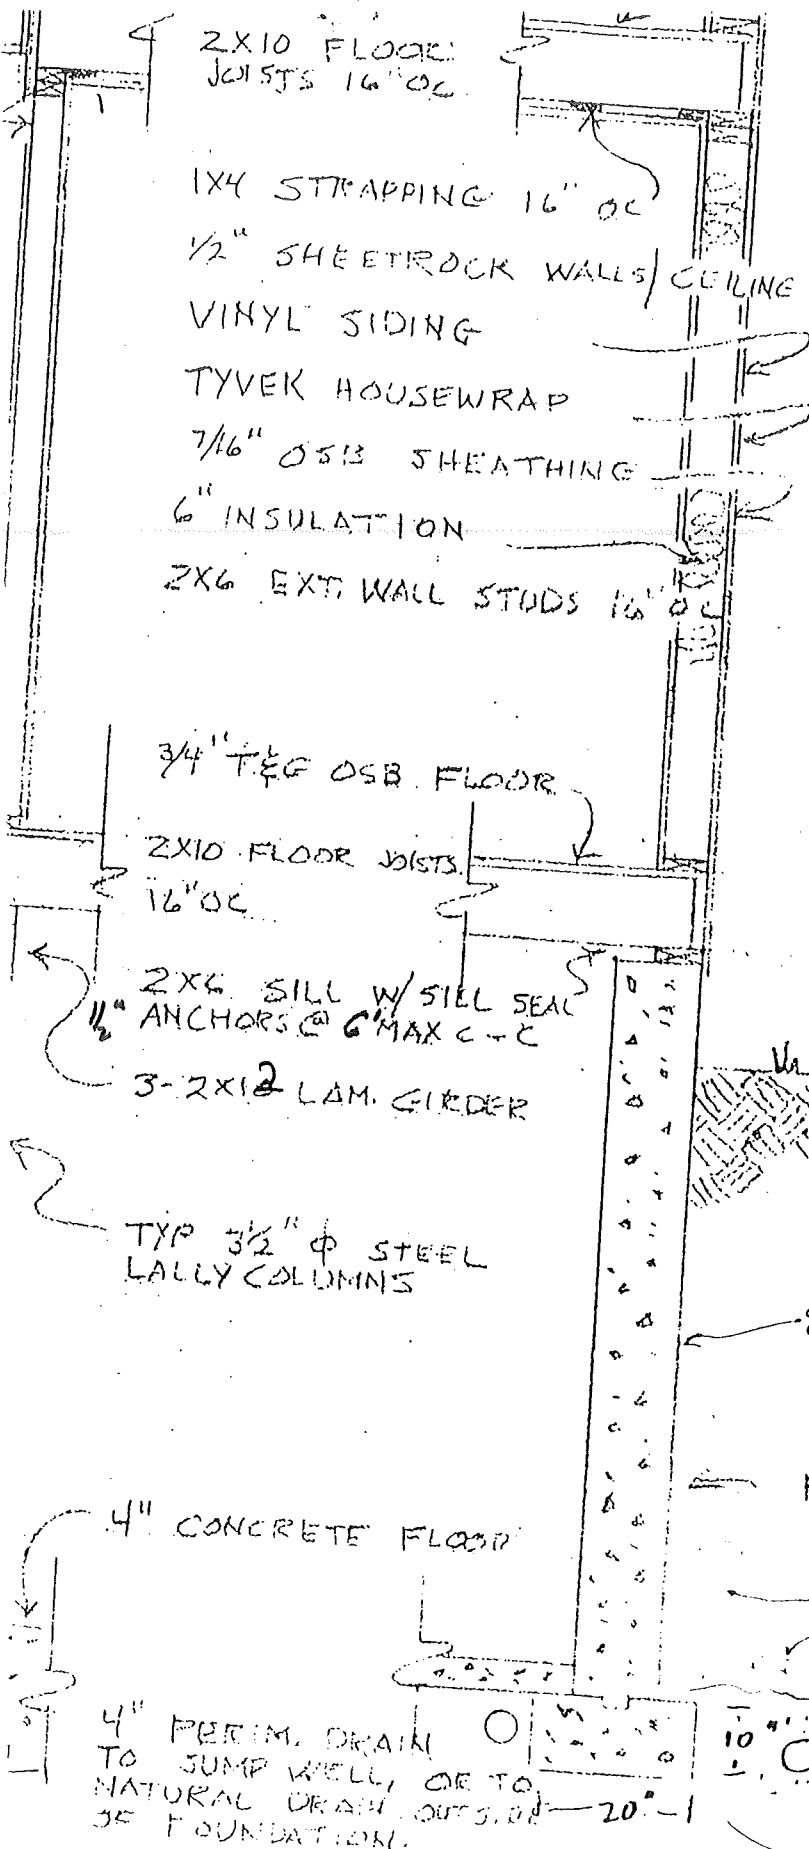 2X10 FLOOR
JOISTS 16" OC
1X4 STRAPPING 16" OC
1/2" SHEETROCK WALLS/CEILING
VINYL SIDING
TYVEK HOUSEWRAP
7/16" OSB SHEATHING
6" INSULATION
2X6 EXT. WALL STUDS 16" OC
3/4" T&G OSB FLOOR
2X10 FLOOR JOISTS
16" OC
2X6 SILL W/ SILL SEAL
1/2" ANCHORS @ 6' MAX C-C
3-2X12 LAM. GIRDER
TYP 3 1/2" Φ STEEL
LALLY COLUMNS
4" CONCRETE FLOOR
4" PERIM. DRAIN
TO SUMP WELL, OR TO
NATURAL DRAIN OUTSIDE
OF FOUNDATION.
20"
10"